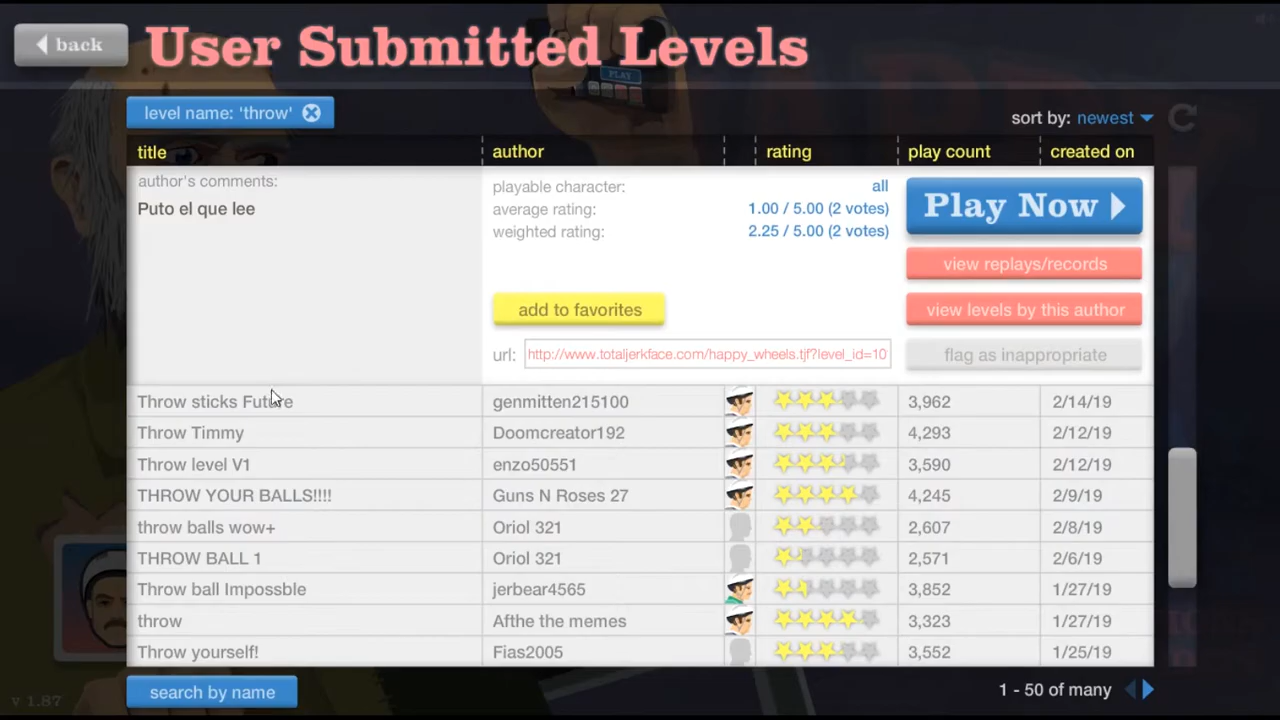 back
User Submitted Levels
PLAY
level name: 'throw'
sort by: newest
title author rating play count created on
author's comments:
Puto el que lee
playable character: all
average rating: 1.00 / 5.00 (2 votes)
weighted rating: 2.25 / 5.00 (2 votes)
Play Now
view replays/records
add to favorites
view levels by this author
url: http://www.totaljerkface.com/happy_wheels.tjf?level_id=10
flag as inappropriate
Throw sticks Future genmitten215100 3,962 2/14/19
Throw Timmy Doomcreator192 4,293 2/12/19
Throw level V1 enzo50551 3,590 2/12/19
THROW YOUR BALLS!!!! Guns N Roses 27 4,245 2/9/19
throw balls wow+ Oriol 321 2,607 2/8/19
THROW BALL 1 Oriol 321 2,571 2/6/19
Throw ball Impossble jerbear4565 3,852 1/27/19
throw Afthe the memes 3,323 1/27/19
Throw yourself! Fias2005 3,552 1/25/19
search by name
1 - 50 of many
v 1.87